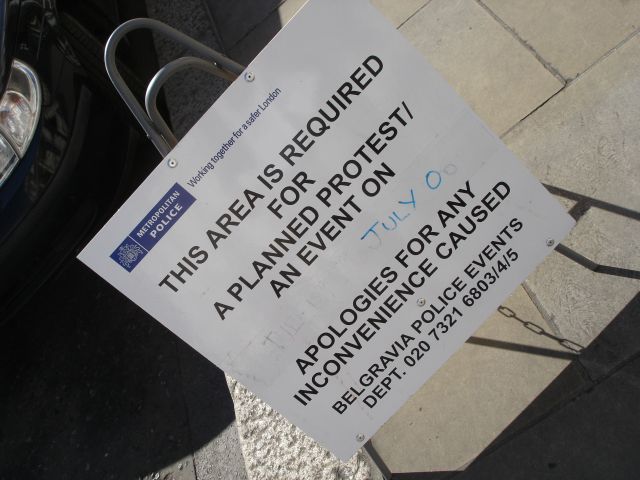 METROPOLITAN
POLICE
Working together for a safer London
THIS AREA IS REQUIRED
FOR
A PLANNED PROTEST/
AN EVENT ON
JULY
APOLOGIES FOR ANY
INCONVENIENCE CAUSED
BELGRAVIA POLICE EVENTS
DEPT. 020 7321 6803/4/5